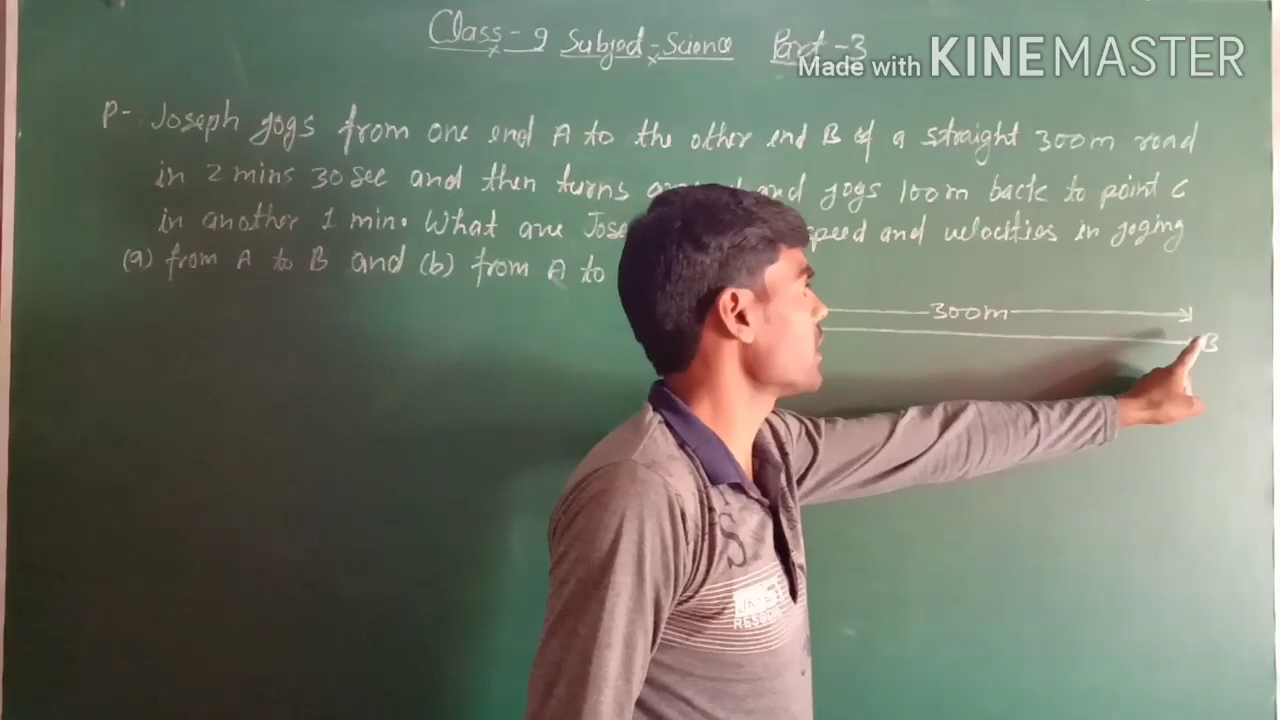 Class - 9 Subject - Science Part - 3
Made with KINEMASTER
P- Joseph jogs from one end A to the other end B of a straight 300m road
in 2 mins 30 sec and then turns and jogs 100m back to point C
in another 1 min. What are speed and velocities in joging
(a) from A to B and (b) from A to
300m
B